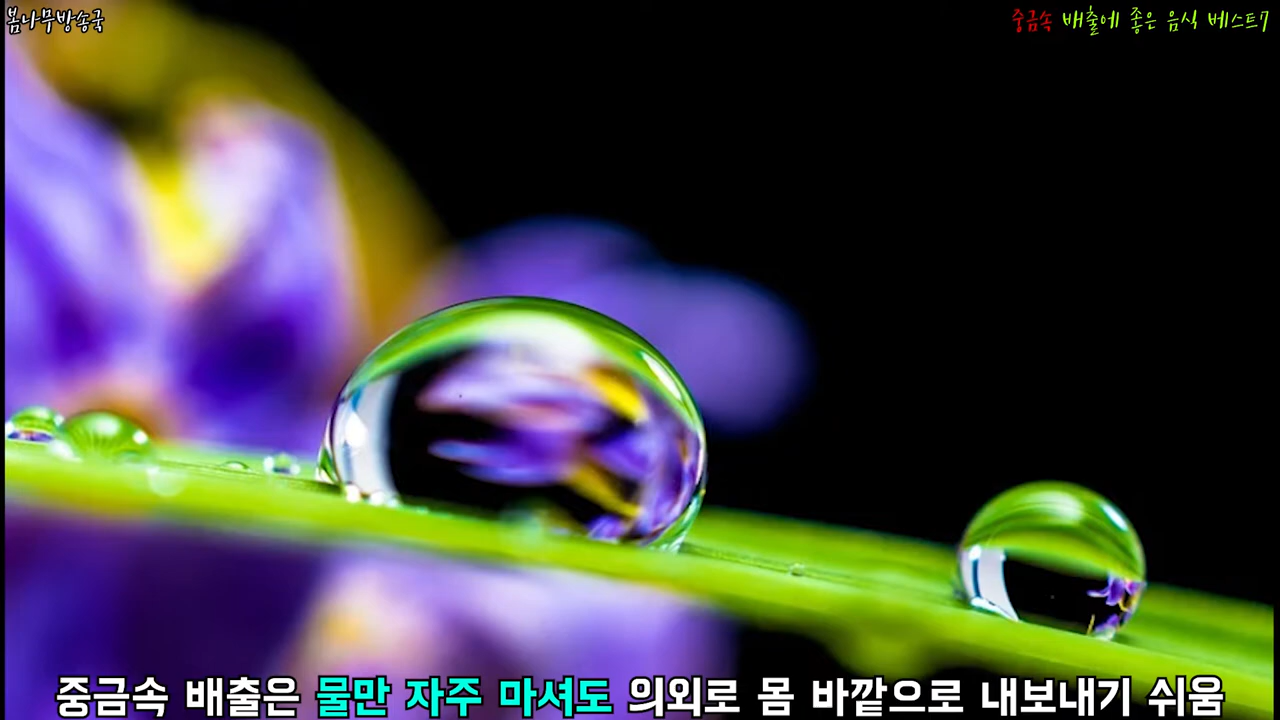 봄나무방송국
중금속 배출에 좋은 음식 베스트7
중금속 배출은 물만 자주 마셔도 의외로 몸 바깥으로 내보내기 쉬움